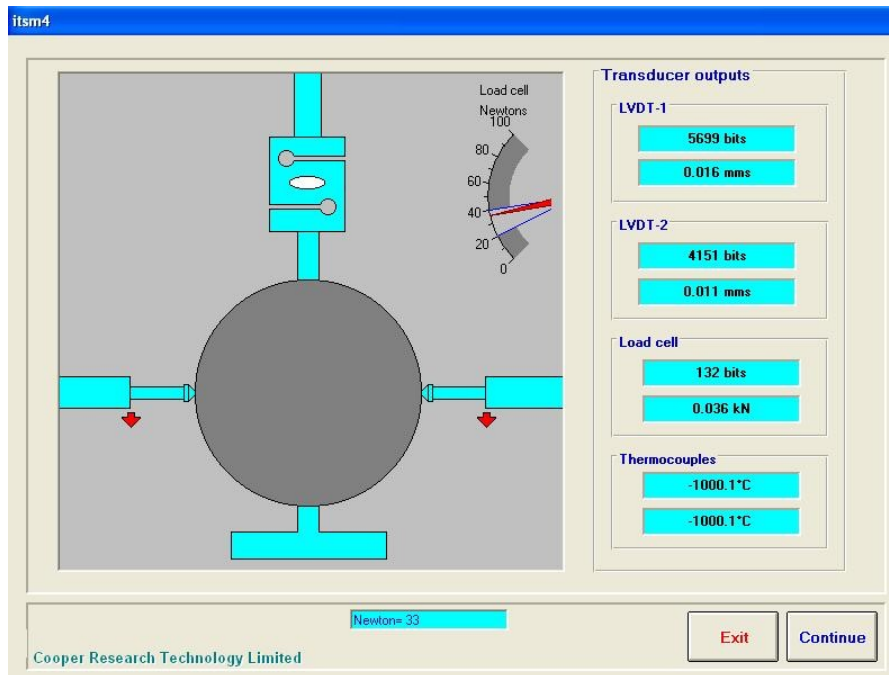 itsm4
Load cell
Newtons
100
80
60
40
20
0
Transducer outputs
LVDT-1
5699 bits
0.016 mms
LVDT-2
4151 bits
0.011 mms
Load cell
132 bits
0.036 kN
Thermocouples
-1000.1°C
-1000.1°C
Newton= 33
Cooper Research Technology Limited
Exit
Continue